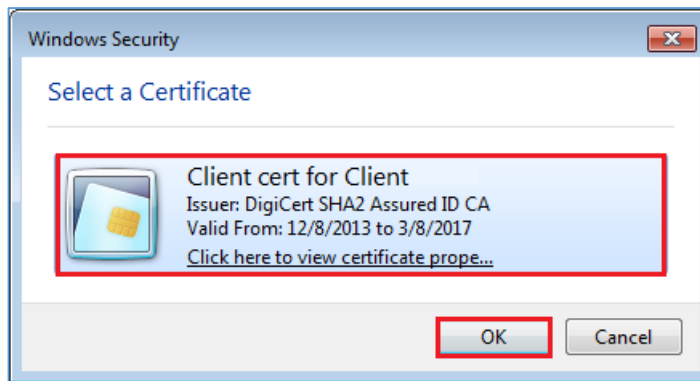 Windows Security
Select a Certificate
Client cert for Client
Issuer: DigiCert SHA2 Assured ID CA
Valid From: 12/8/2013 to 3/8/2017
Click here to view certificate prope...
OK
Cancel